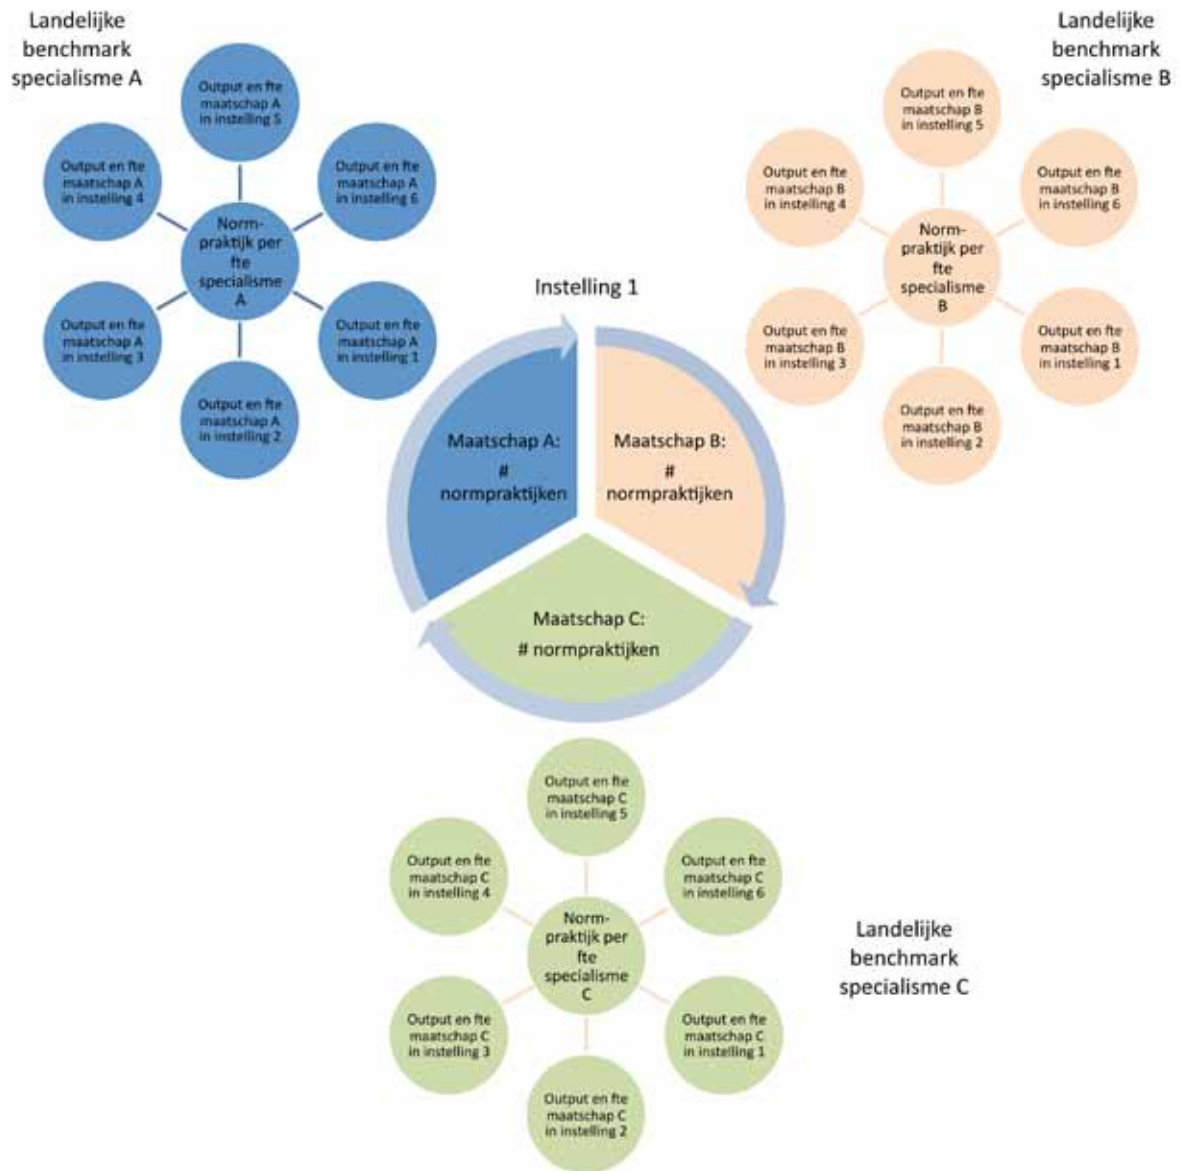 Landelijke
benchmark
specialisme A
Output en fte
maatschap A
in instelling 5
Output en fte
maatschap A
in instelling 4
Output en fte
maatschap A
in instelling 6
Norm-
praktijk per
fte
specialisme
A
Output en fte
maatschap A
in instelling 3
Output en fte
maatschap A
in instelling 1
Output en fte
maatschap A
in instelling 2
Landelijke
benchmark
specialisme B
Output en fte
maatschap B
in instelling 5
Output en fte
maatschap B
in instelling 4
Output en fte
maatschap B
in instelling 6
Norm-
praktijk per
fte
specialisme
B
Output en fte
maatschap B
in instelling 3
Output en fte
maatschap B
in instelling 1
Output en fte
maatschap B
in instelling 2
Instelling 1
Maatschap A:
#
normpraktijken
Maatschap B:
#
normpraktijken
Maatschap C:
# normpraktijken
Output en fte
maatschap C
in instelling 5
Output en fte
maatschap C
in instelling 4
Output en fte
maatschap C
in instelling 6
Norm-
praktijk per
fte
specialisme
C
Output en fte
maatschap C
in instelling 3
Output en fte
maatschap C
in instelling 1
Output en fte
maatschap C
in instelling 2
Landelijke
benchmark
specialisme C